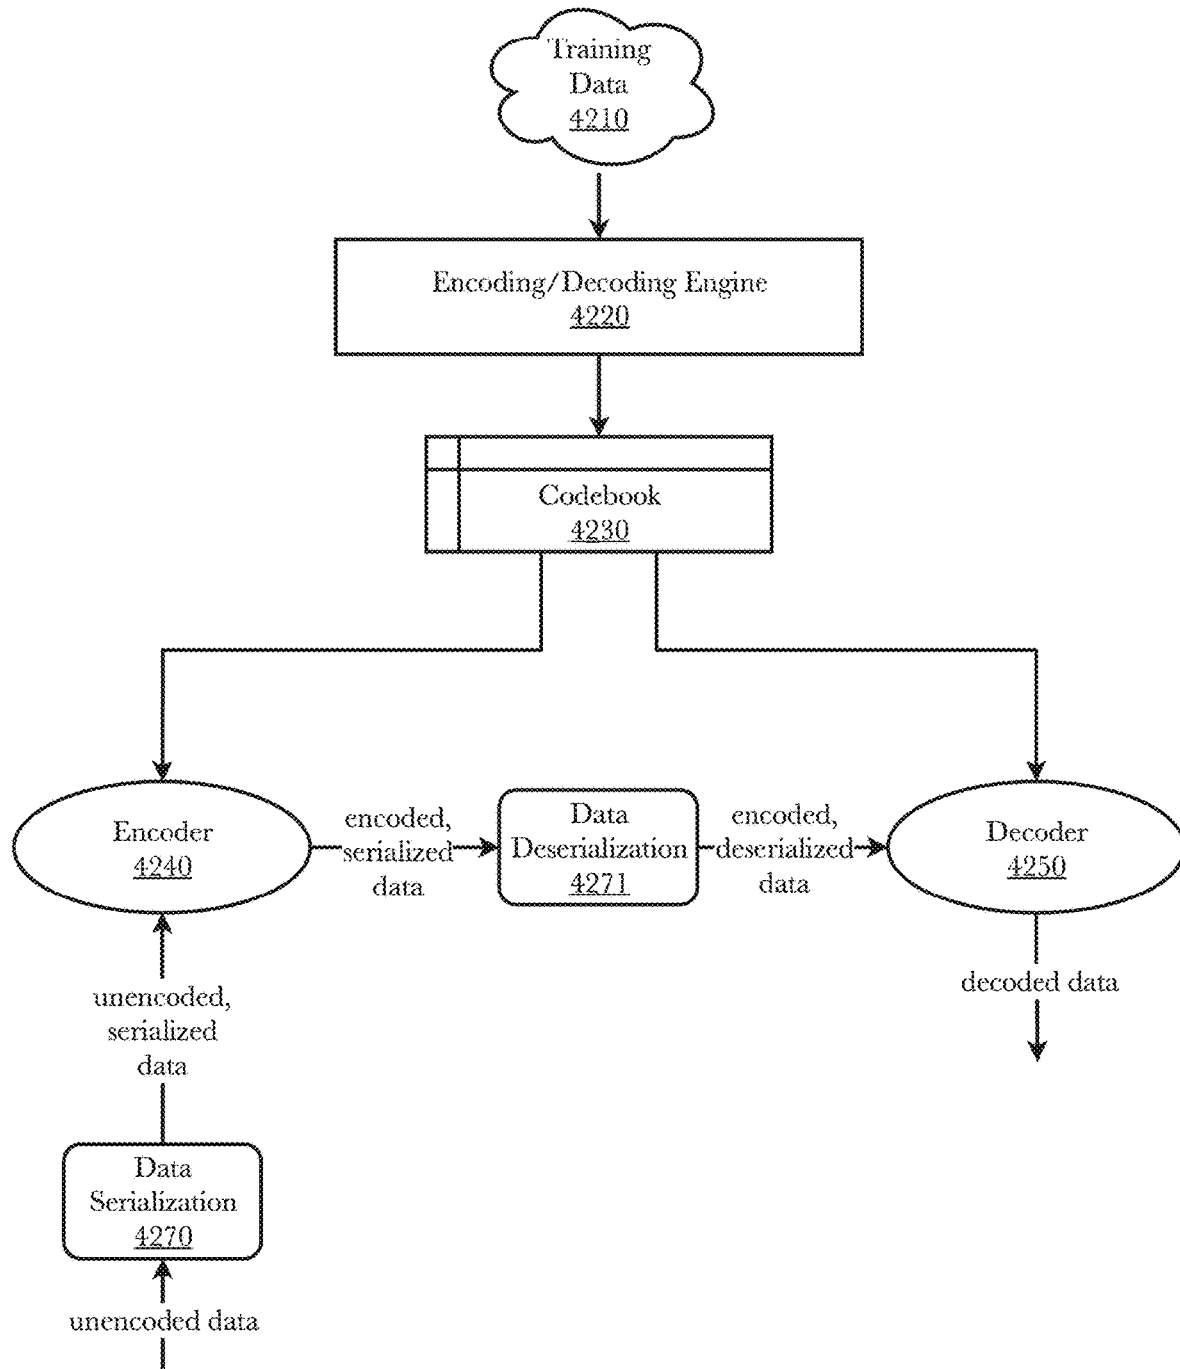 Training
Data
4210
Encoding/Decoding Engine
4220
Codebook
4230
Encoder
4240
encoded,
serialized
data
Data
Deserialization
4271
encoded,
deserialized
data
Decoder
4250
unencoded,
serialized
data
decoded data
Data
Serialization
4270
unencoded data